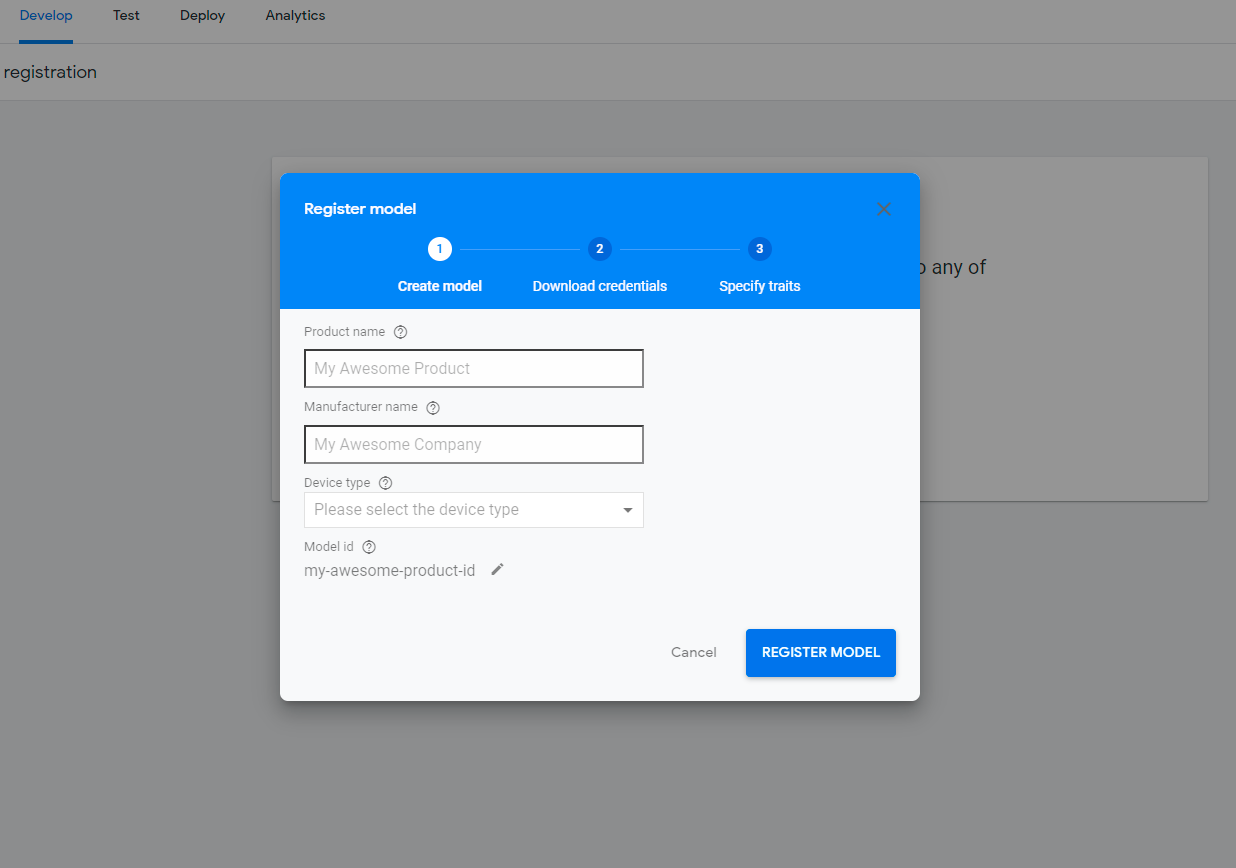 Develop Test Deploy Analytics
registration
any of
Register model
1 2 3
Create model Download credentials Specify traits
Product name
My Awesome Product
Manufacturer name
My Awesome Company
Device type
Please select the device type
Model id
my-awesome-product-id
Cancel REGISTER MODEL